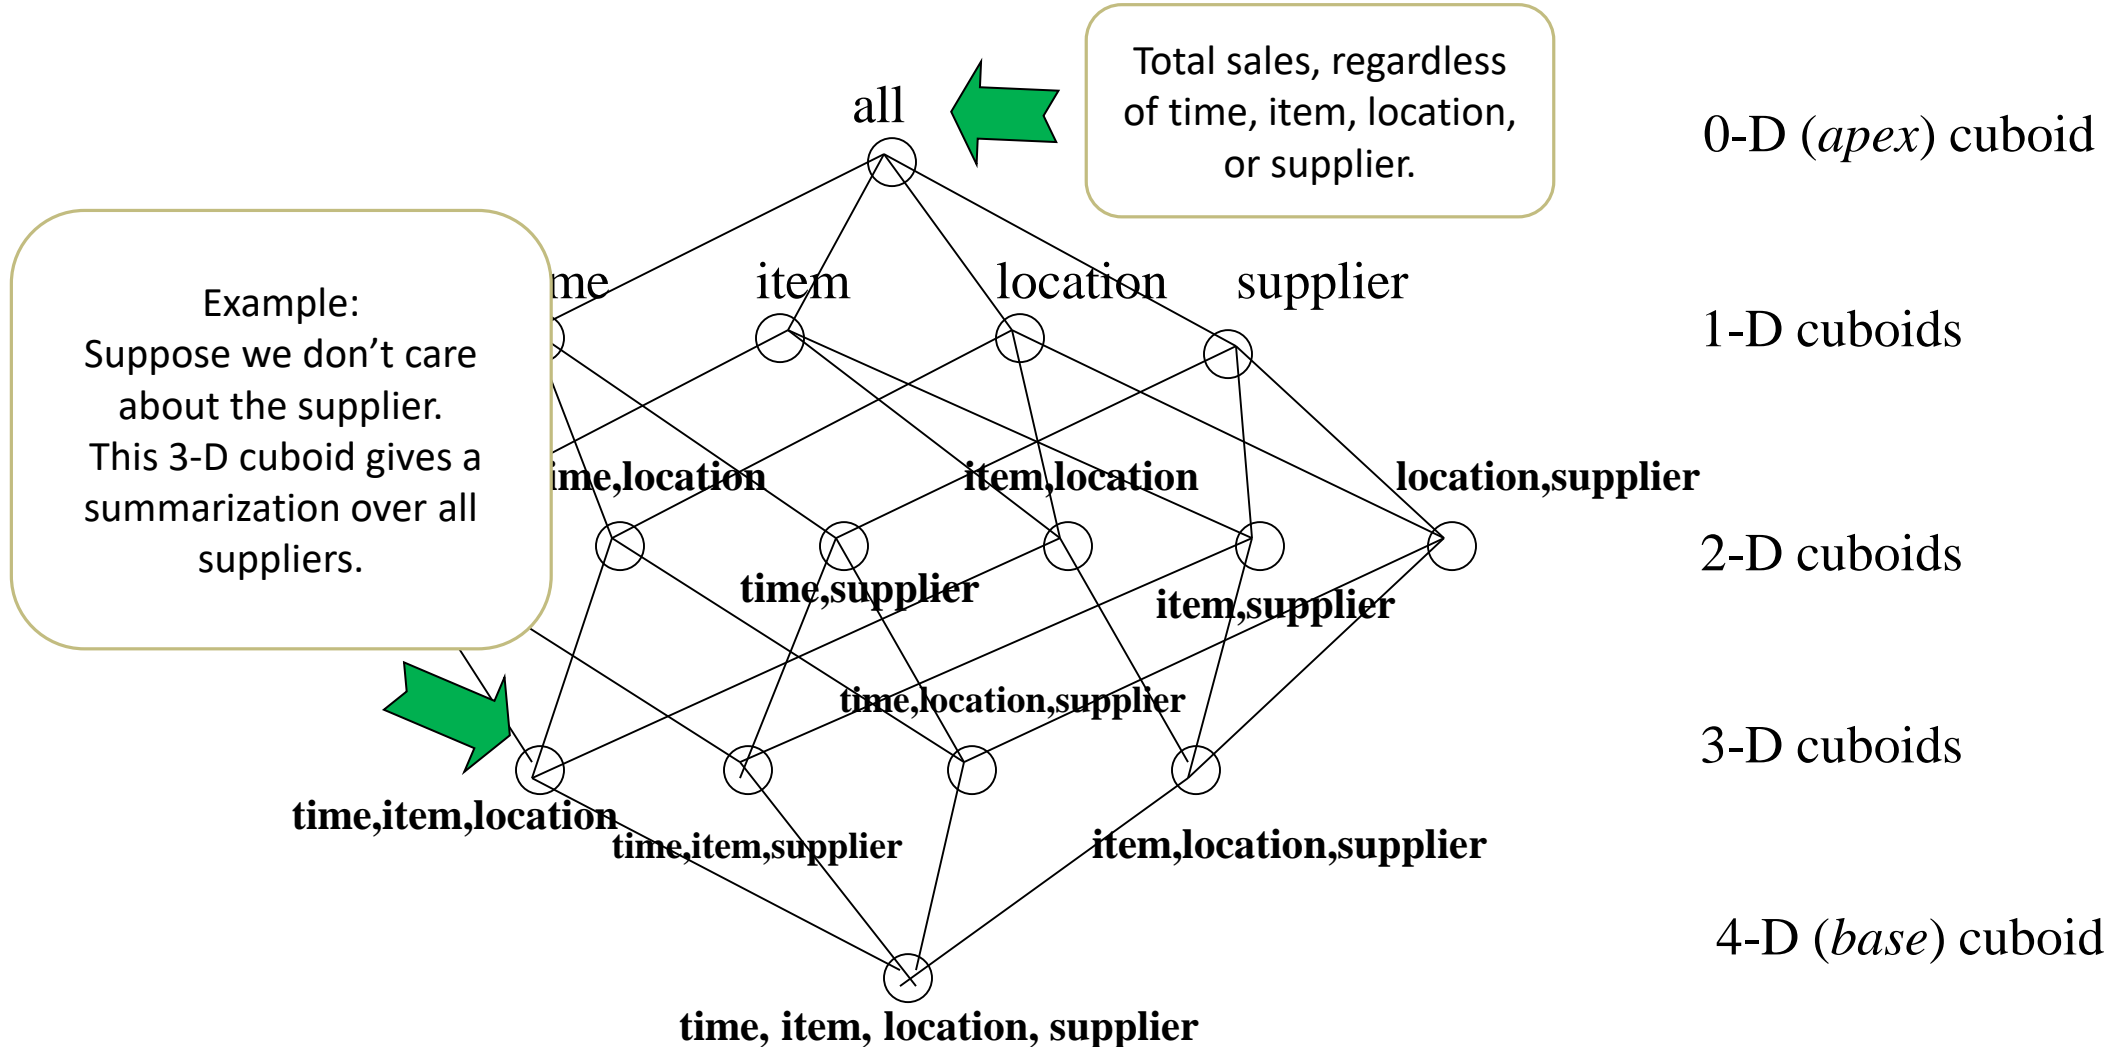 Total sales, regardless
of time, item, location,
or supplier.
all
0-D (apex) cuboid
Example:
Suppose we don’t care
about the supplier.
This 3-D cuboid gives a
summarization over all
suppliers.
me
item
location
supplier
1-D cuboids
ime,location
item,location
location,supplier
2-D cuboids
time,supplier
item,supplier
time,location,supplier
3-D cuboids
time,item,location
time,item,supplier
item,location,supplier
4-D (base) cuboid
time, item, location, supplier